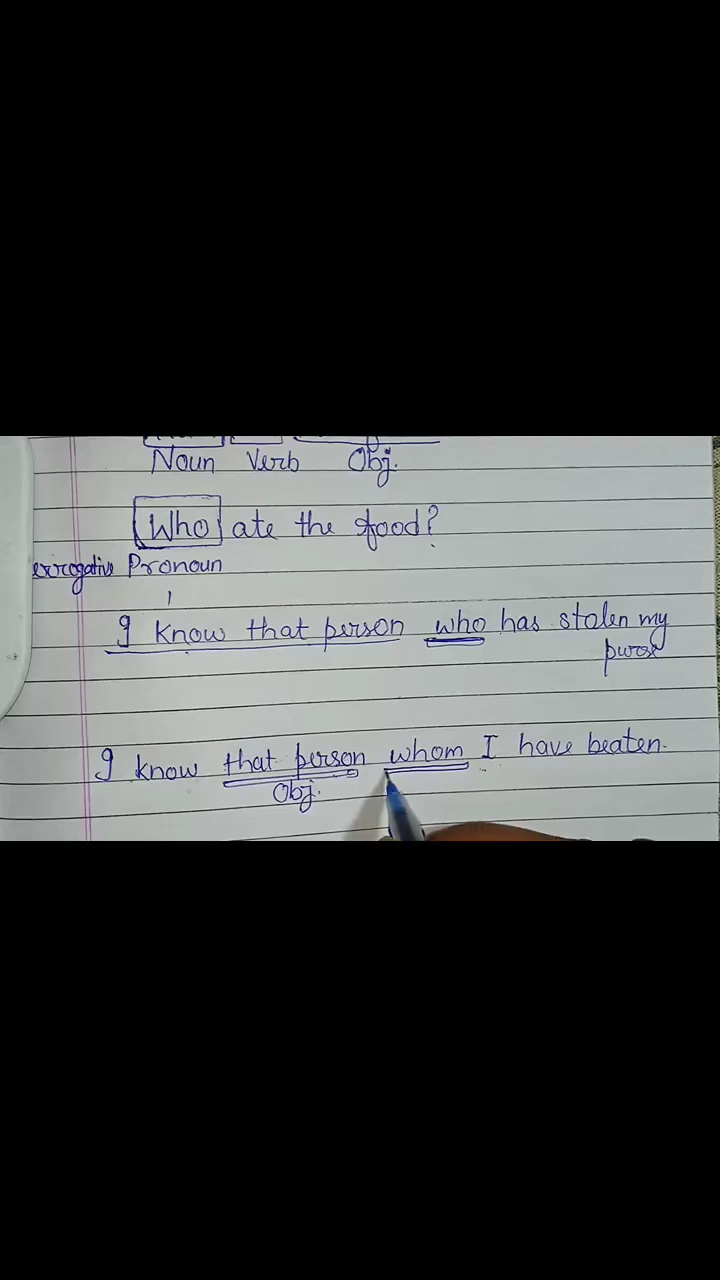 Noun Verb Obj.
Who ate the food?
errogative Pronoun
I know that person who has stolen my
purse
I know that person whom I have beaten.
Obj.